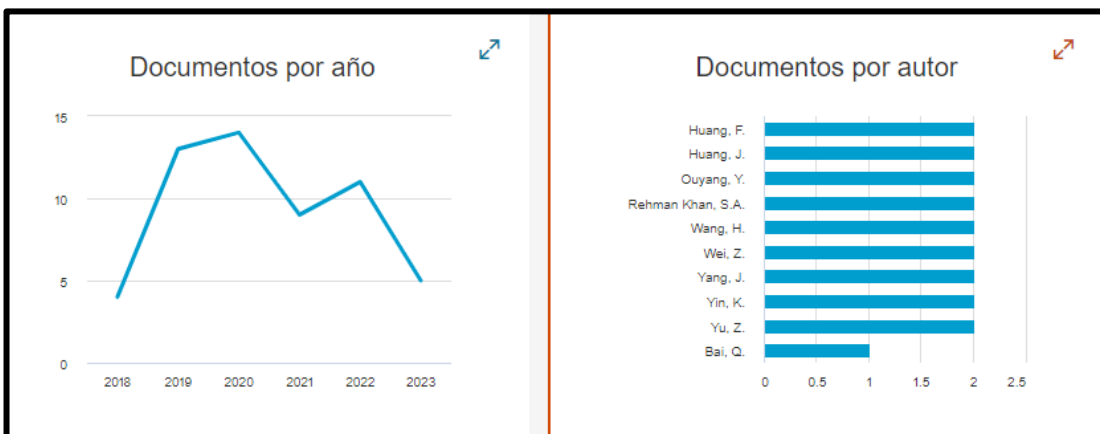 Documentos por año
15
10
5
0
2018 2019 2020 2021 2022 2023
Documentos por autor
Huang, F.
Huang, J.
Ouyang, Y.
Rehman Khan, S.A.
Wang, H.
Wei, Z.
Yang, J.
Yin, K.
Yu, Z.
Bai, Q.
0 0.5 1 1.5 2 2.5